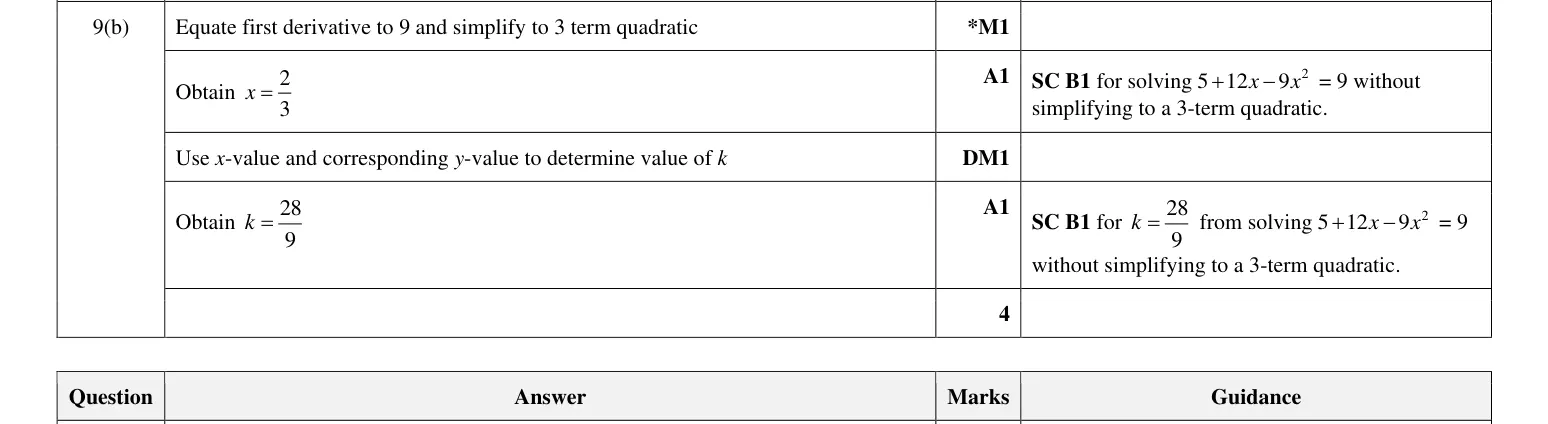 9(b) Equate first derivative to 9 and simplify to 3 term quadratic *M1
Obtain x = 2/3 A1 SC B1 for solving 5+12x−9x² = 9 without
simplifying to a 3-term quadratic.
Use x-value and corresponding y-value to determine value of k DM1
Obtain k = 28/9 A1 SC B1 for k = 28/9 from solving 5+12x−9x² = 9
without simplifying to a 3-term quadratic.
4
Question Answer Marks Guidance